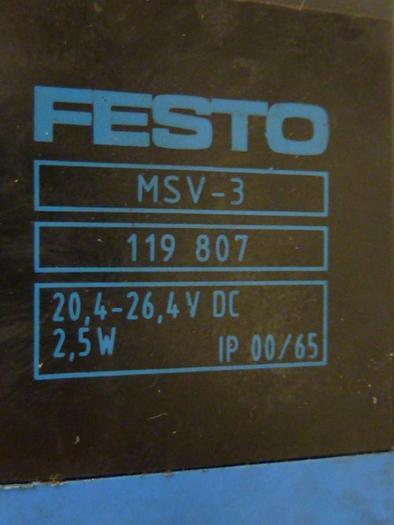 FESTO
MSV-3
119 807
20,4-26,4V DC
2,5W IP 00/65